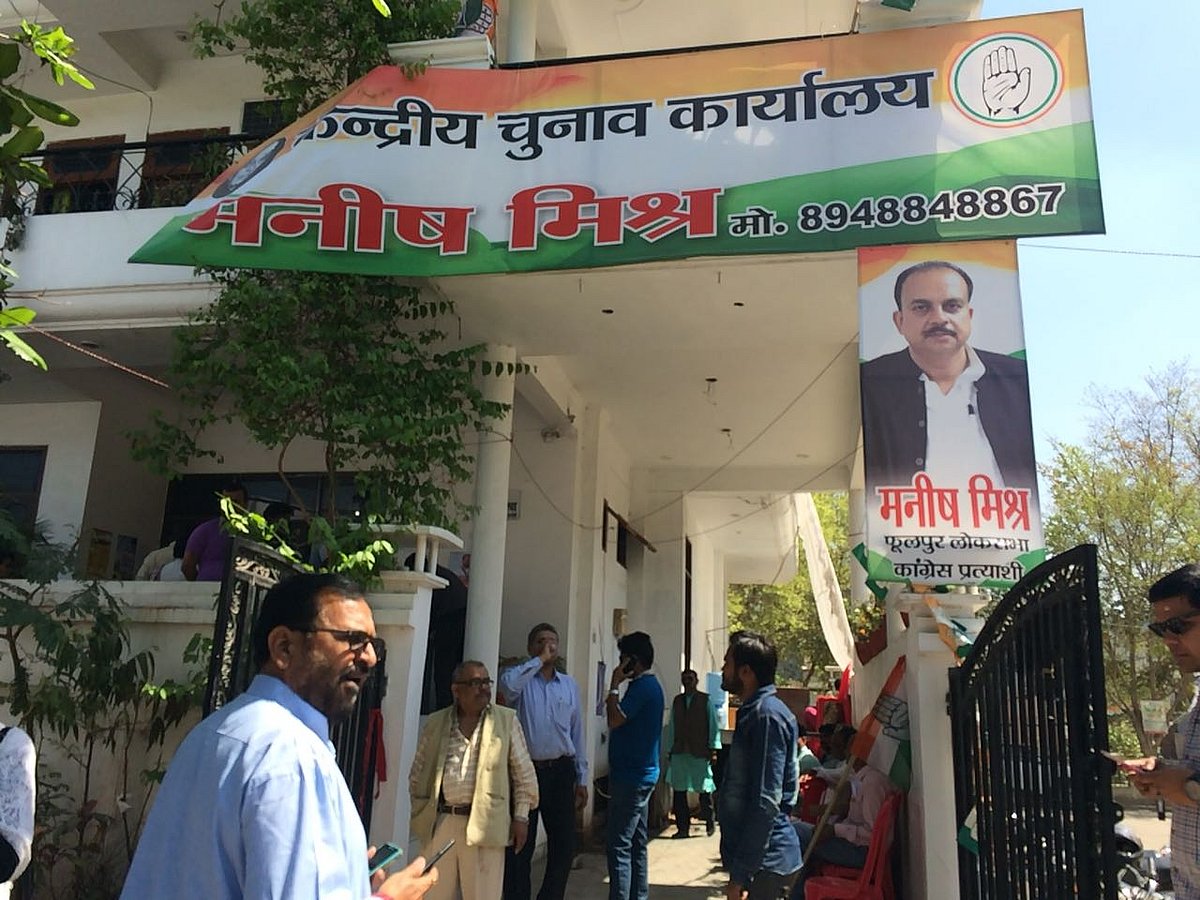 केन्द्रीय चुनाव कार्यालय
मनीष मिश्र मो. 8948848867
मनीष मिश्र
फूलपुर लोकसभा
कांग्रेस प्रत्याशी